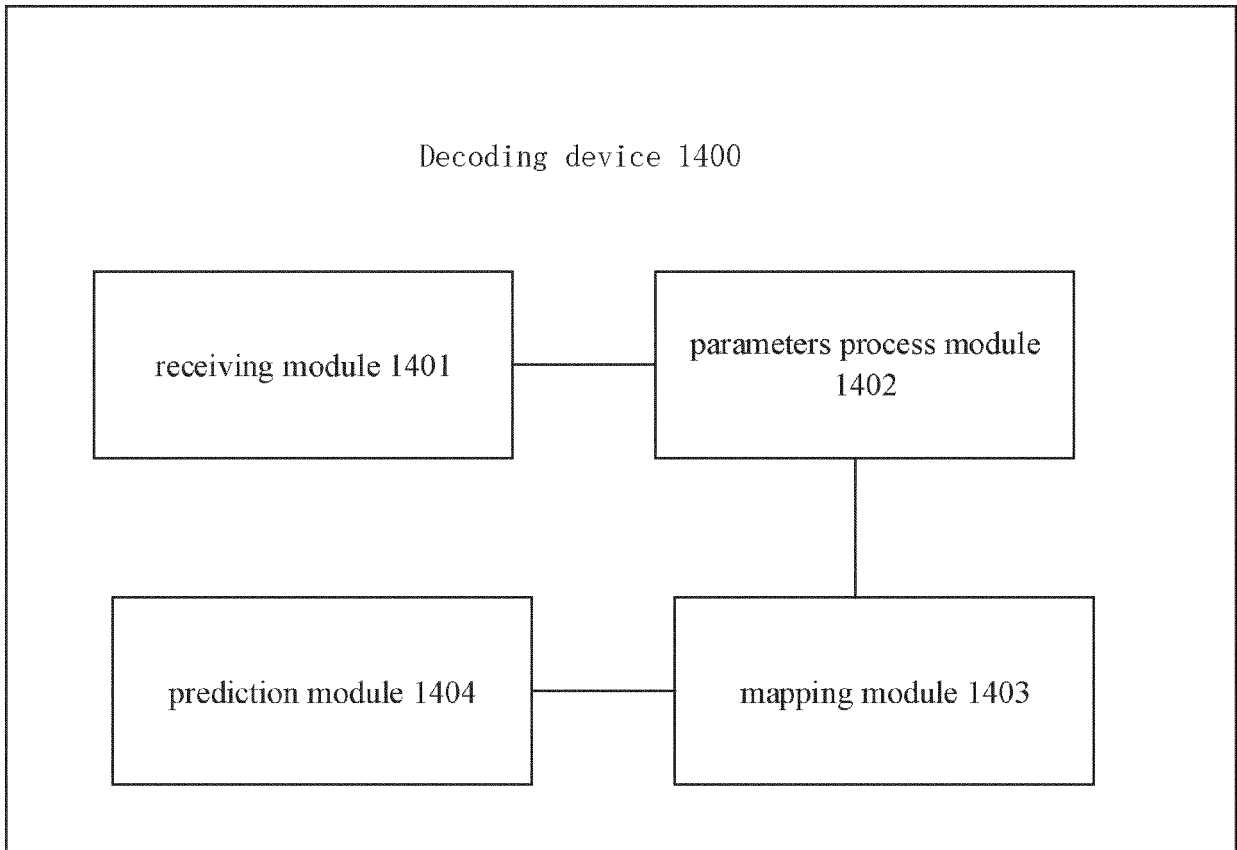 Decoding device 1400
receiving module 1401
parameters process module
1402
prediction module 1404
mapping module 1403